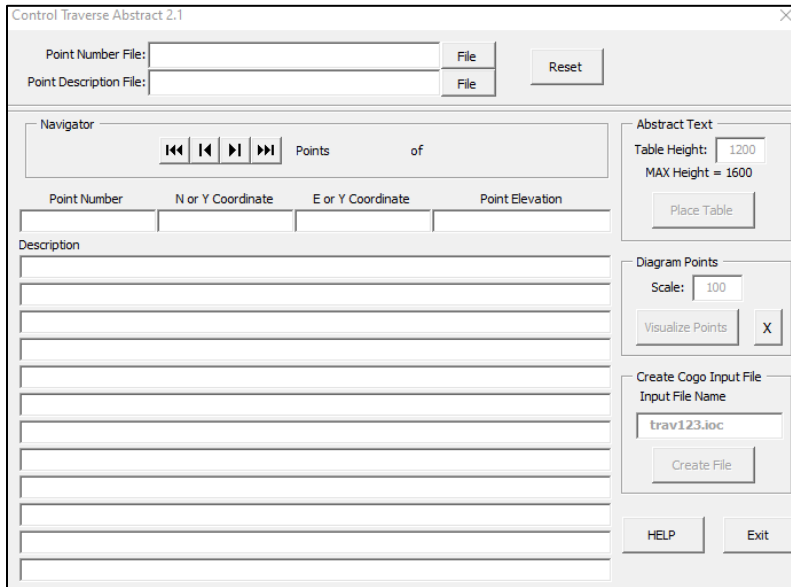 Control Traverse Abstract 2.1
Point Number File: File
Point Description File: File
Reset
Navigator
Points of
Point Number N or Y Coordinate E or Y Coordinate Point Elevation
Description
Abstract Text
Table Height: 1200
MAX Height = 1600
Place Table
Diagram Points
Scale: 100
Visualize Points X
Create Cogo Input File
Input File Name
trav123.ioc
Create File
HELP Exit